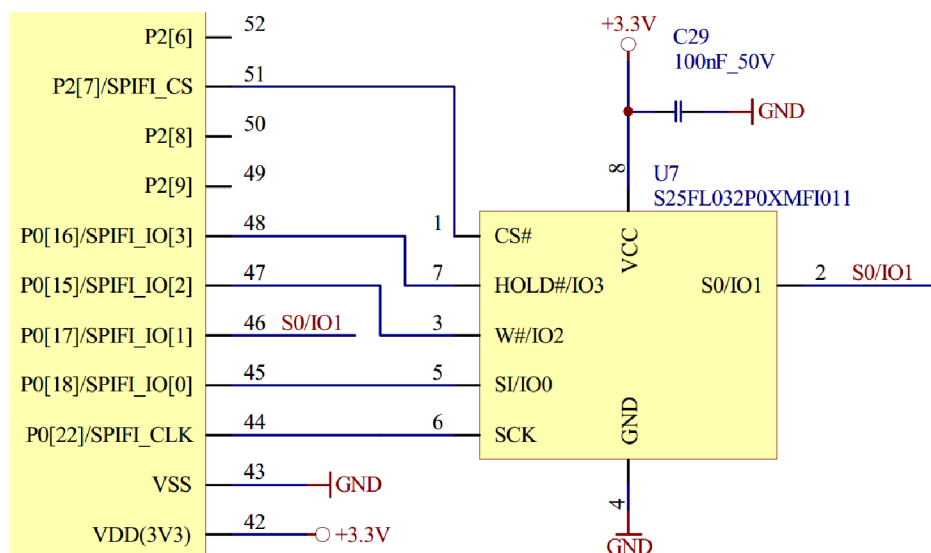 P2[6] 52
P2[7]/SPIFI_CS 51
P2[8] 50
P2[9] 49
P0[16]/SPIFI_IO[3] 48
P0[15]/SPIFI_IO[2] 47
P0[17]/SPIFI_IO[1] 46 S0/IO1
P0[18]/SPIFI_IO[0] 45
P0[22]/SPIFI_CLK 44
VSS 43 GND
VDD(3V3) 42 +3.3V
+3.3V
C29
100nF_50V
GND
8
U7
S25FL032P0XMFI011
1 CS#
VCC
7 HOLD#/IO3
S0/IO1 2 S0/IO1
3 W#/IO2
5 SI/IO0
6 SCK
GND
4
GND